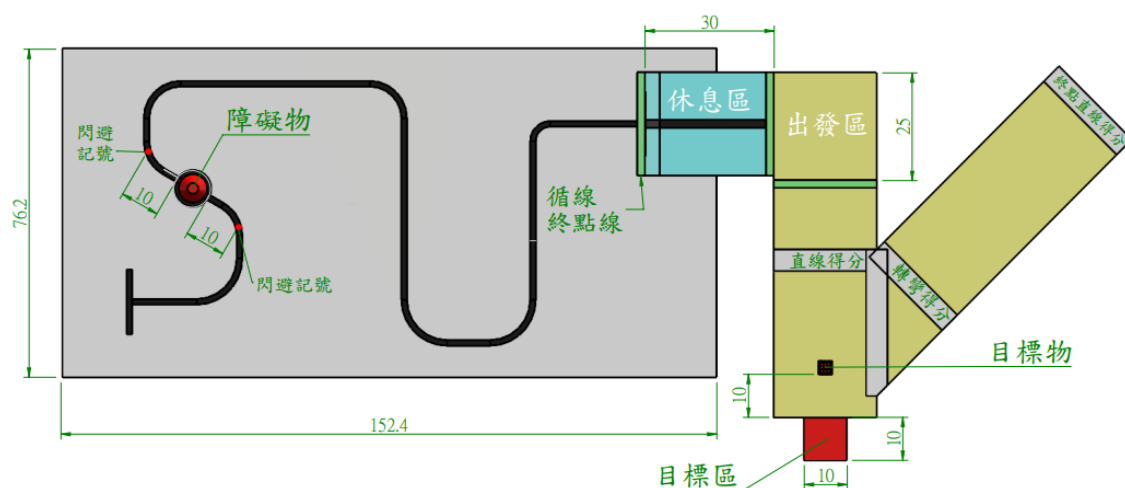 30
休息區
出發區
25
終點直線得分
障礙物
閃避
記號
10
10
76.2
循線
終點線
閃避記號
直線得分
轉彎得分
目標物
10
152.4
10
目標區
10